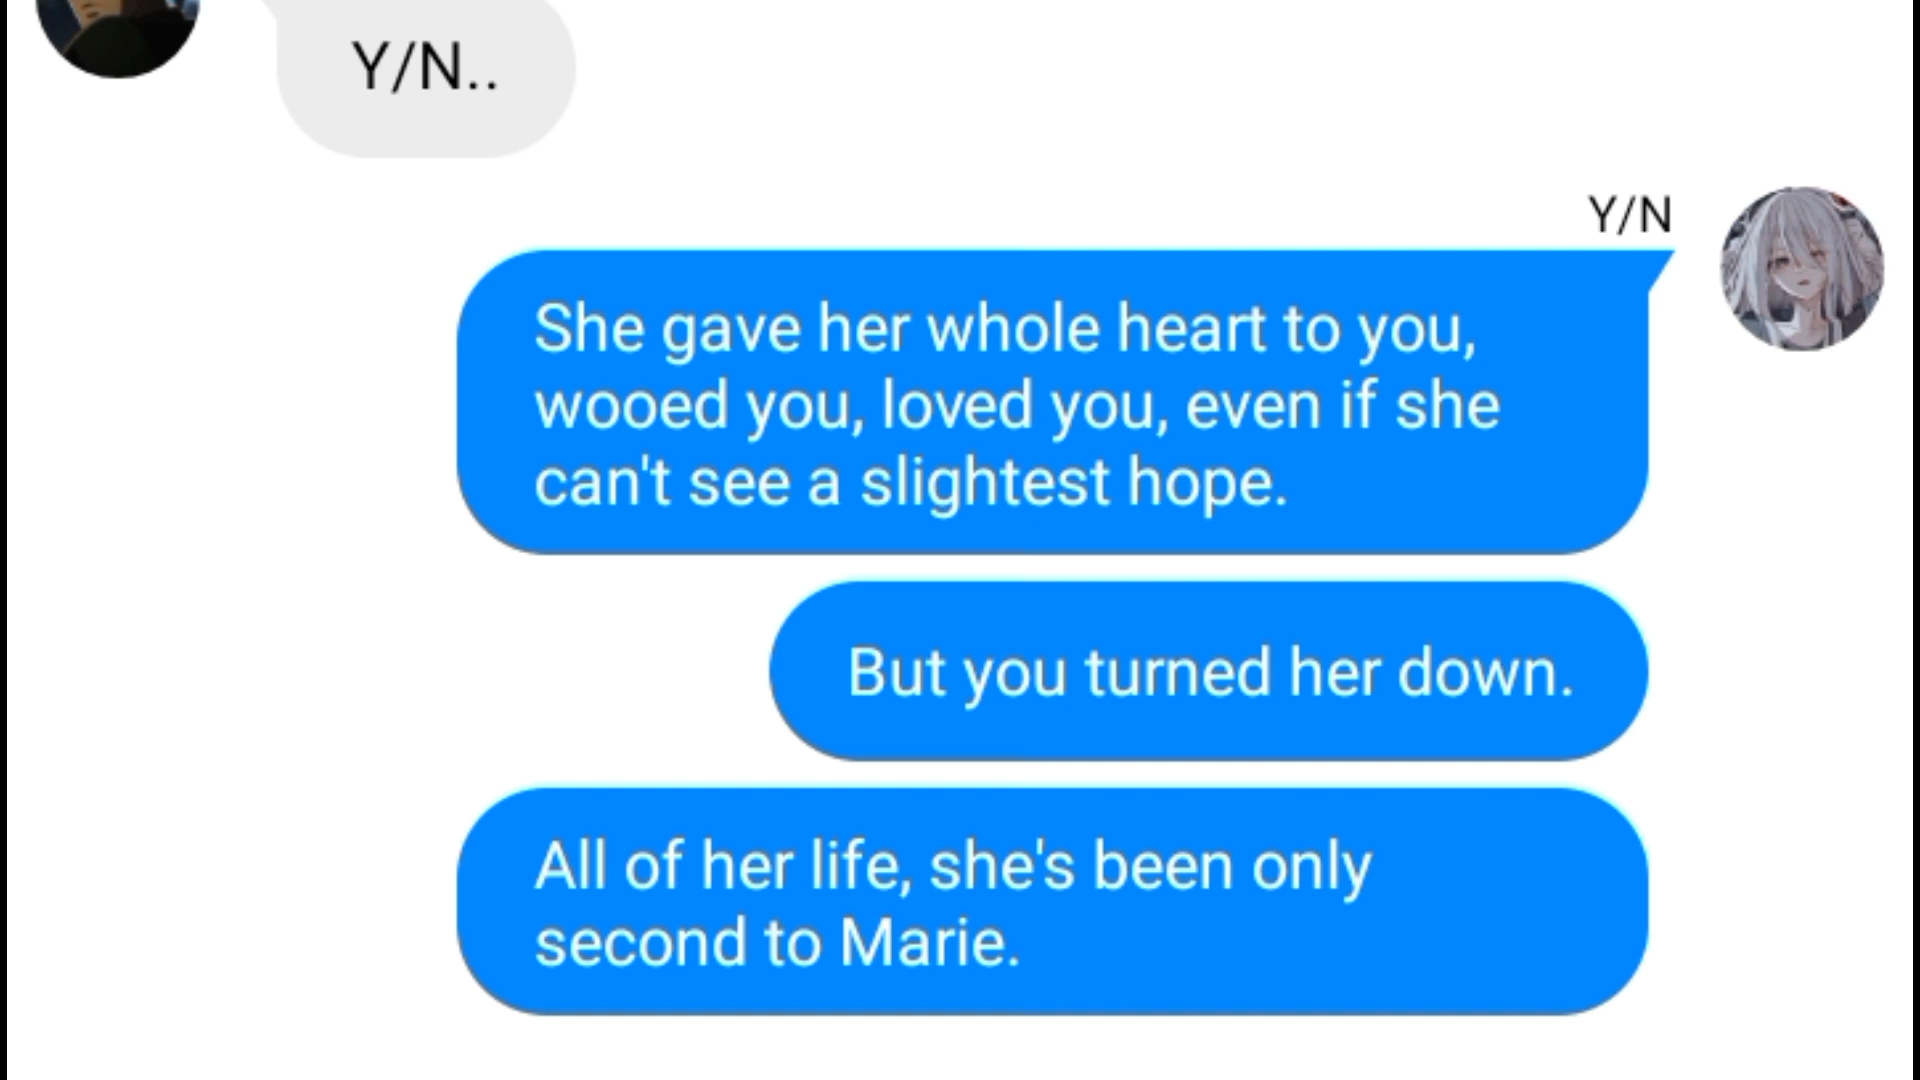 Y/N..
Y/N
She gave her whole heart to you,
wooed you, loved you, even if she
can't see a slightest hope.
But you turned her down.
All of her life, she's been only
second to Marie.